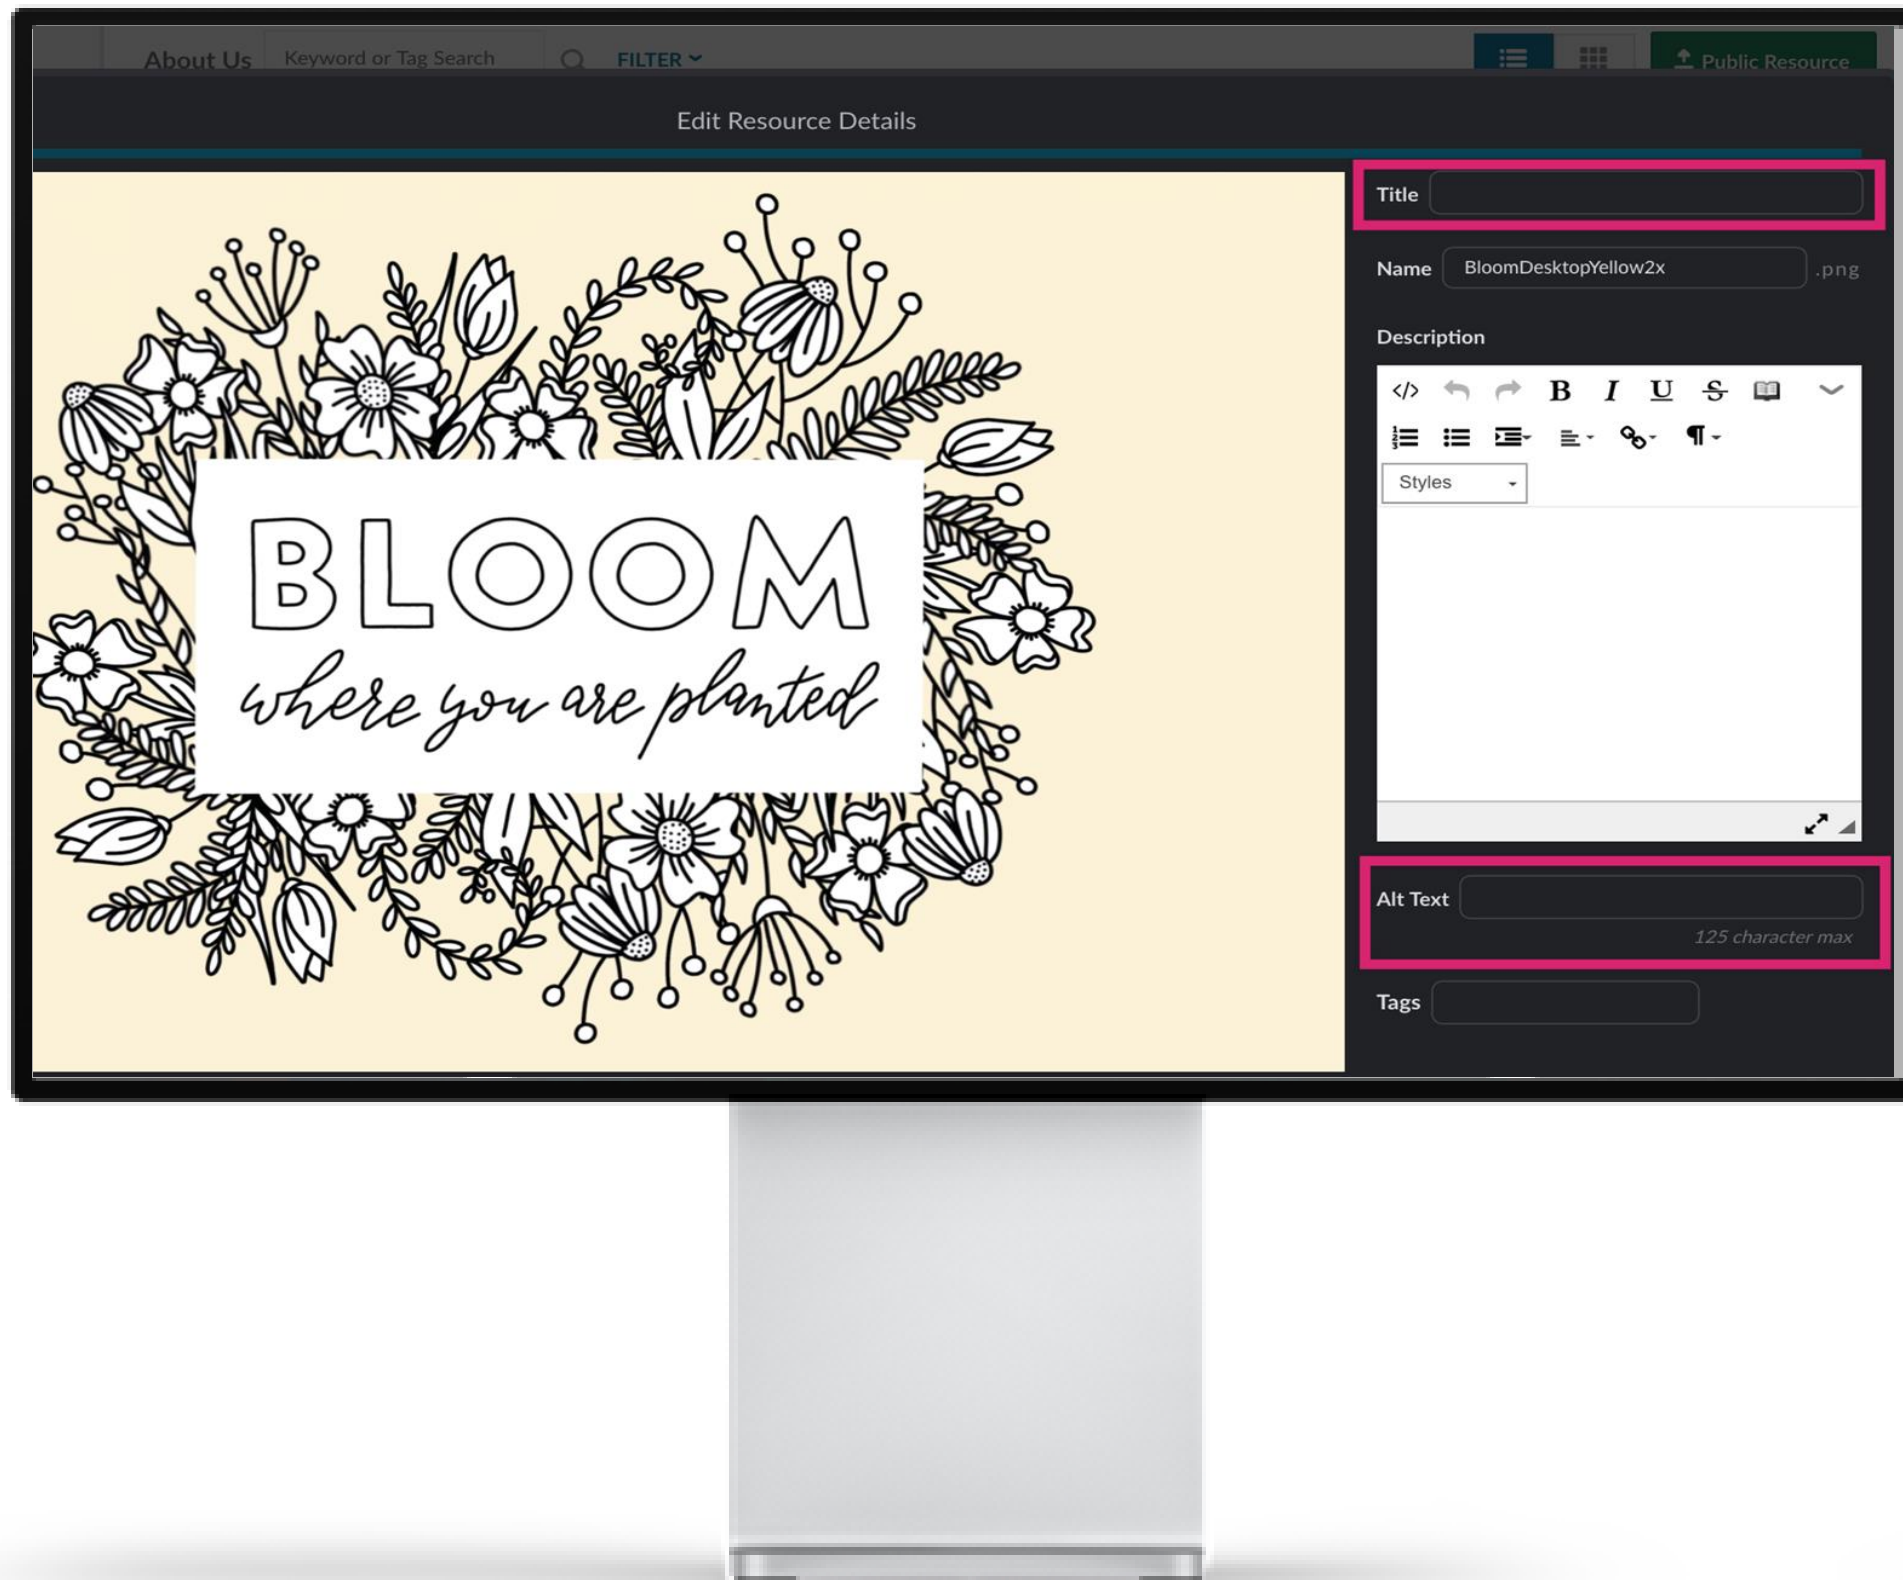 About Us
Keyword or Tag Search
FILTER
Public Resource
Edit Resource Details
BLOOM
where you are planted
Title
Name
BloomDesktopYellow2x
.png
Description
</>
B I U S
Styles
Alt Text
125 character max
Tags